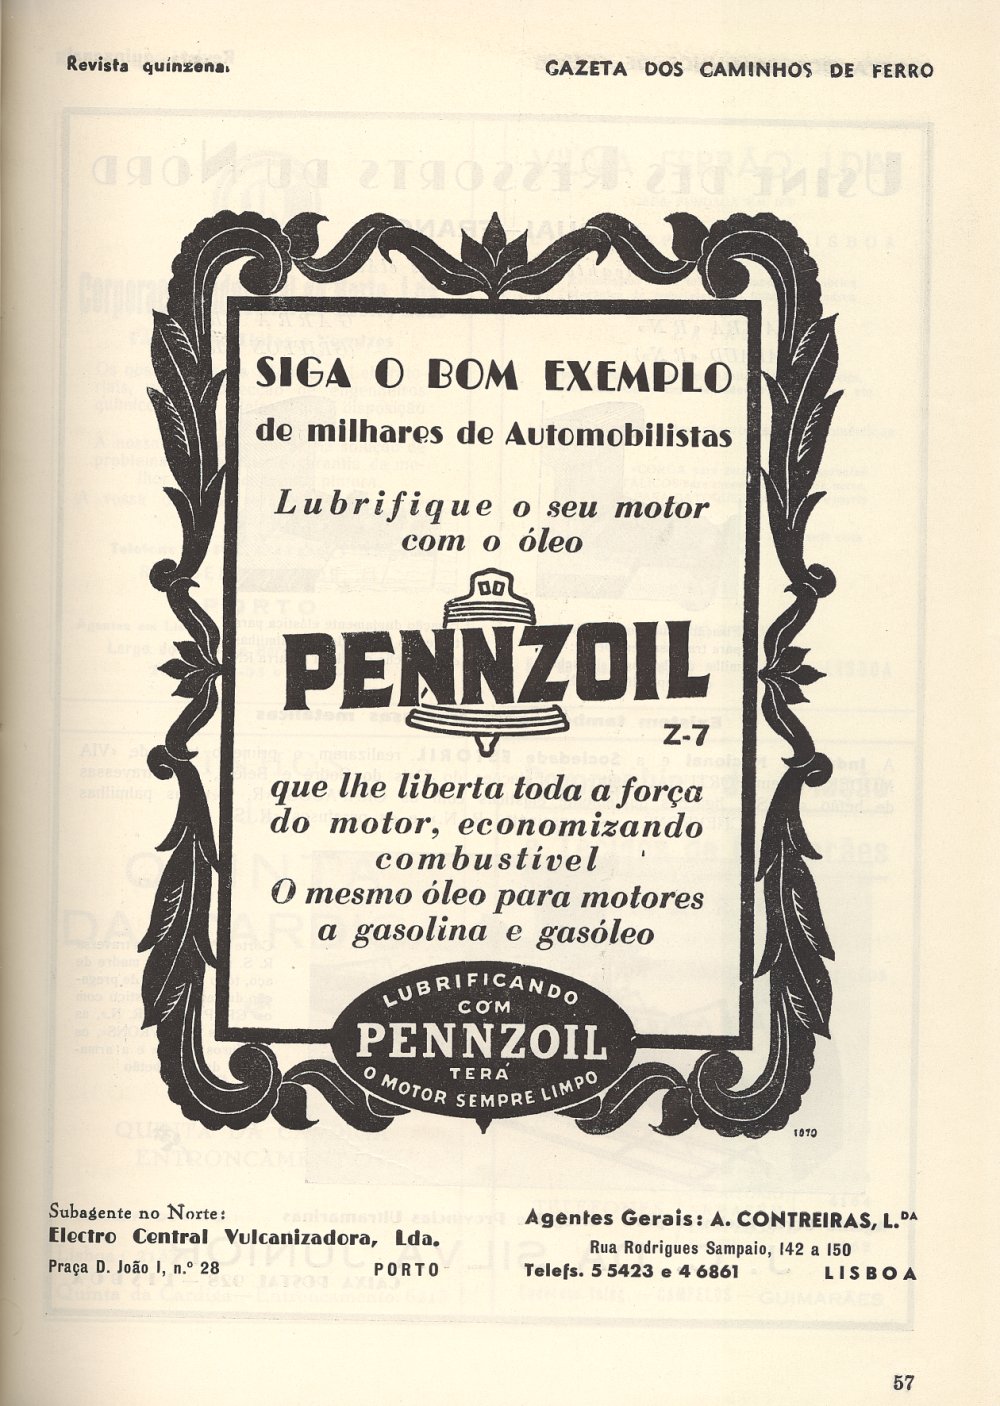 Revista quinzenal
GAZETA DOS CAMINHOS DE FERRO
SIGA O BOM EXEMPLO
de milhares de Automobilistas
Lubrifique o seu motor
com o óleo
PENNZOIL
Z-7
que lhe liberta toda a força
do motor, economizando
combustível
O mesmo óleo para motores
a gasolina e gasóleo
LUBRIFICANDO
COM
PENNZOIL
TERÁ
O MOTOR SEMPRE LIMPO
1070
Subagente no Norte:
Electro Central Vulcanizadora, Lda.
Praça D. João I, n.º 28 PORTO
Agentes Gerais: A. CONTREIRAS, L.DA
Rua Rodrigues Sampaio, 142 a 150
Telefs. 5 5423 e 4 6861 LISBOA
57